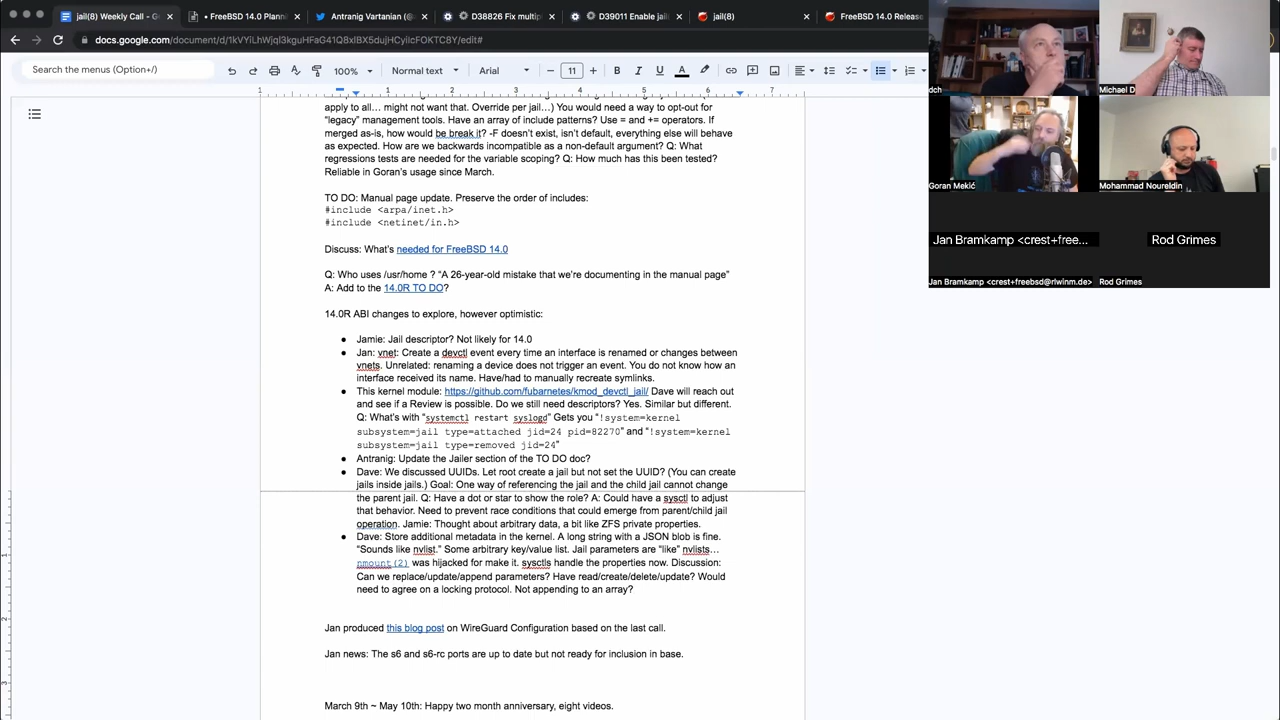 jail(8) Weekly Call - G
FreeBSD 14.0 Plann
Antranig Vartanian (
D38826 Fix multip
D39011 Enable jail
jail(8)
FreeBSD 14.0 Release
docs.google.com/document/d/1kVYiLhWjqI3kguHFaG41Q8xlBX5dujHCyiicFOKTC8Y/edit#
Search the menus (Option+/)
100%
Normal text
Arial
11
B I U A
apply to all… might not want that. Override per jail…) You would need a way to opt-out for
"legacy" management tools. Have an array of include patterns? Use = and += operators. If
merged as-is, how would be break it? -F doesn't exist, isn't default, everything else will behave
as expected. How are we backwards incompatible as a non-default argument? Q: What
regressions tests are needed for the variable scoping? Q: How much has this been tested?
Reliable in Goran's usage since March.
TO DO: Manual page update. Preserve the order of includes:
#include <arpa/inet.h>
#include <netinet/in.h>
Discuss: What's needed for FreeBSD 14.0
Q: Who uses /usr/home ? "A 26-year-old mistake that we're documenting in the manual page"
A: Add to the 14.0R TO DO?
14.0R ABI changes to explore, however optimistic:
● Jamie: Jail descriptor? Not likely for 14.0
● Jan: vnet: Create a devctl event every time an interface is renamed or changes between
vnets. Unrelated: renaming a device does not trigger an event. You do not know how an
interface received its name. Have/had to manually recreate symlinks.
● This kernel module: https://github.com/fubarnetes/kmod_devctl_jail/ Dave will reach out
and see if a Review is possible. Do we still need descriptors? Yes. Similar but different.
Q: What's with "systemctl restart syslogd" Gets you "!system=kernel
subsystem=jail type=attached jid=24 pid=82270" and "!system=kernel
subsystem=jail type=removed jid=24"
● Antranig: Update the Jailer section of the TO DO doc?
● Dave: We discussed UUIDs. Let root create a jail but not set the UUID? (You can create
jails inside jails.) Goal: One way of referencing the jail and the child jail cannot change
the parent jail. Q: Have a dot or star to show the role? A: Could have a sysctl to adjust
that behavior. Need to prevent race conditions that could emerge from parent/child jail
operation. Jamie: Thought about arbitrary data, a bit like ZFS private properties.
● Dave: Store additional metadata in the kernel. A long string with a JSON blob is fine.
"Sounds like nvlist." Some arbitrary key/value list. Jail parameters are "like" nvlists…
nmount(2) was hijacked for make it. sysctls handle the properties now. Discussion:
Can we replace/update/append parameters? Have read/create/delete/update? Would
need to agree on a locking protocol. Not appending to an array?
Jan produced this blog post on WireGuard Configuration based on the last call.
Jan news: The s6 and s6-rc ports are up to date but not ready for inclusion in base.
March 9th ~ May 10th: Happy two month anniversary, eight videos.
dch
Michael D
Goran Mekić
Mohammad Noureldin
Jan Bramkamp <crest+free...
Rod Grimes
Jan Bramkamp <crest+freebsd@rlwinm.de>
Rod Grimes